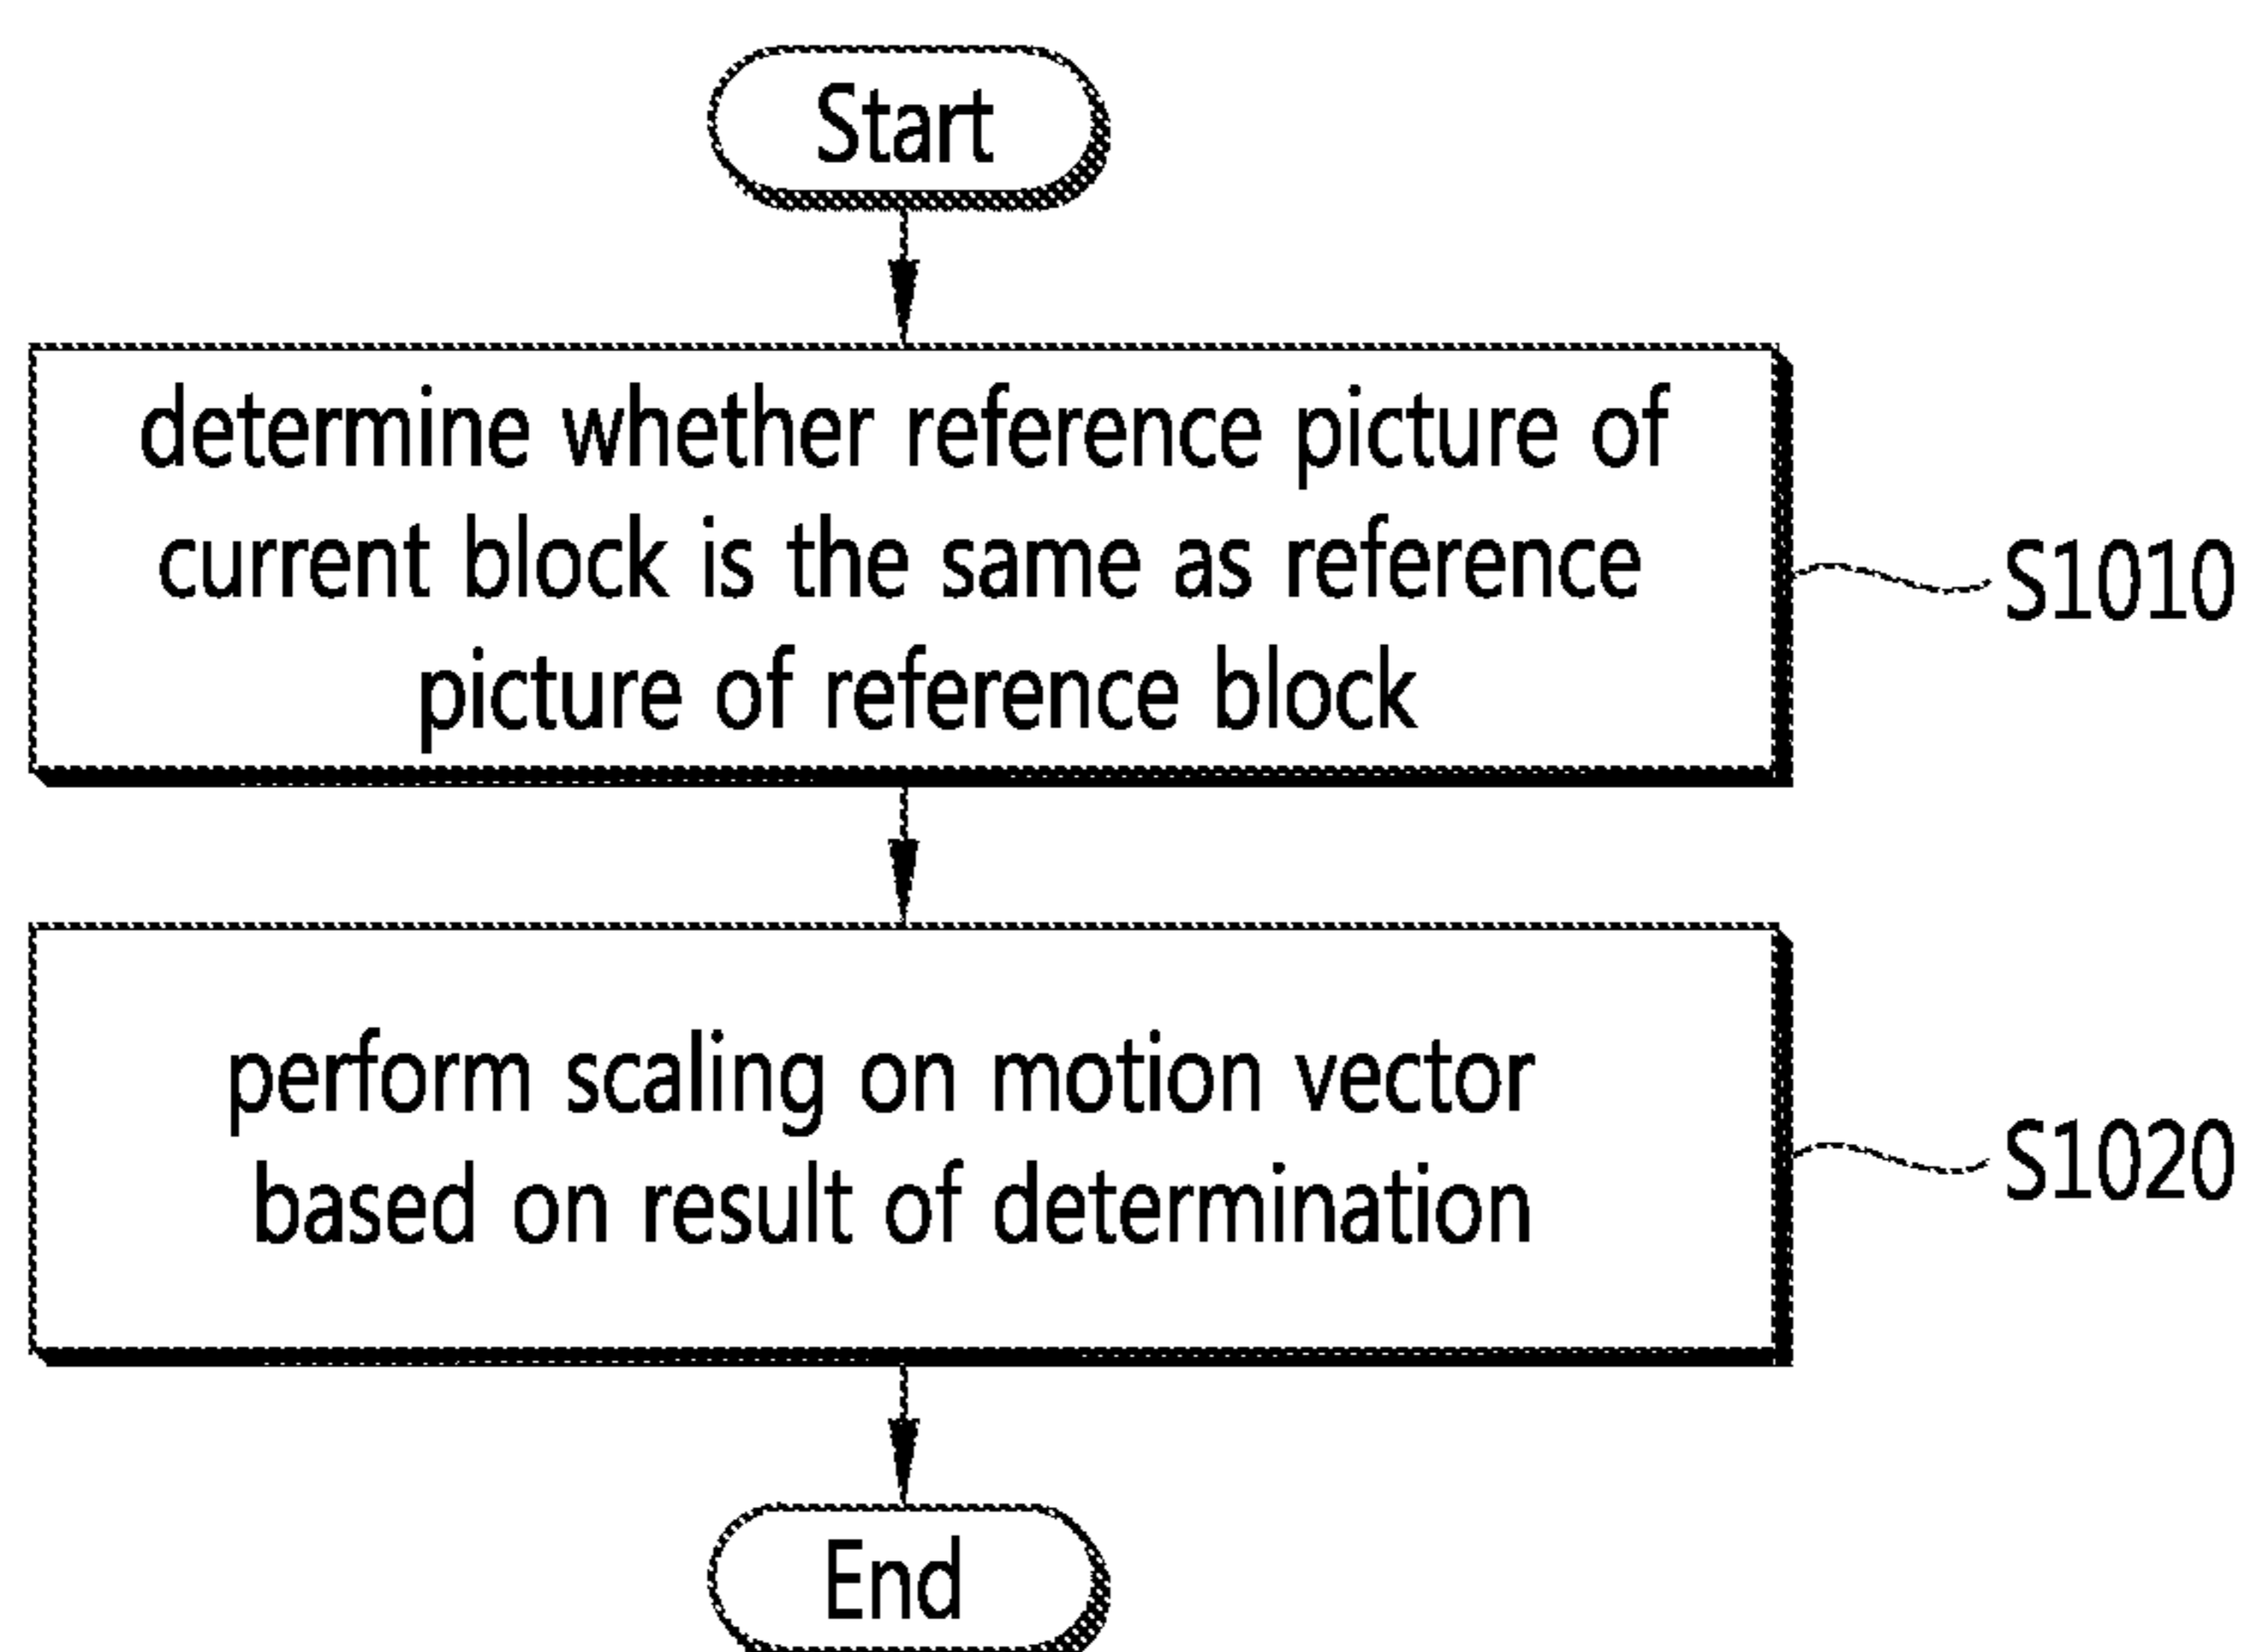 Start
determine whether reference picture of
current block is the same as reference
picture of reference block
S1010
perform scaling on motion vector
based on result of determination
S1020
End